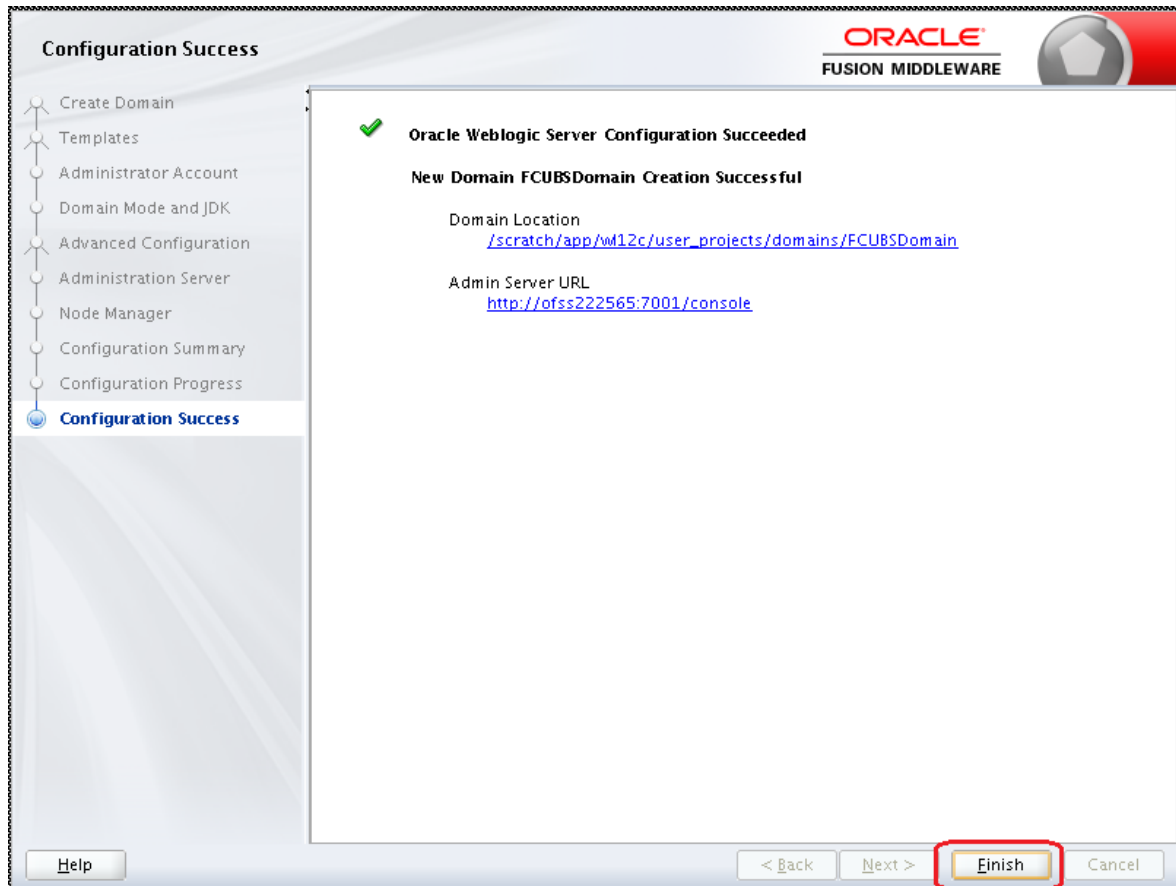 Configuration Success
ORACLE
FUSION MIDDLEWARE
Create Domain
Templates
Administrator Account
Domain Mode and JDK
Advanced Configuration
Administration Server
Node Manager
Configuration Summary
Configuration Progress
Configuration Success
Oracle Weblogic Server Configuration Succeeded
New Domain FCUBSDomain Creation Successful
Domain Location
/scratch/app/wl12c/user_projects/domains/FCUBSDomain
Admin Server URL
http://ofss222565:7001/console
Help
< Back
Next >
Finish
Cancel